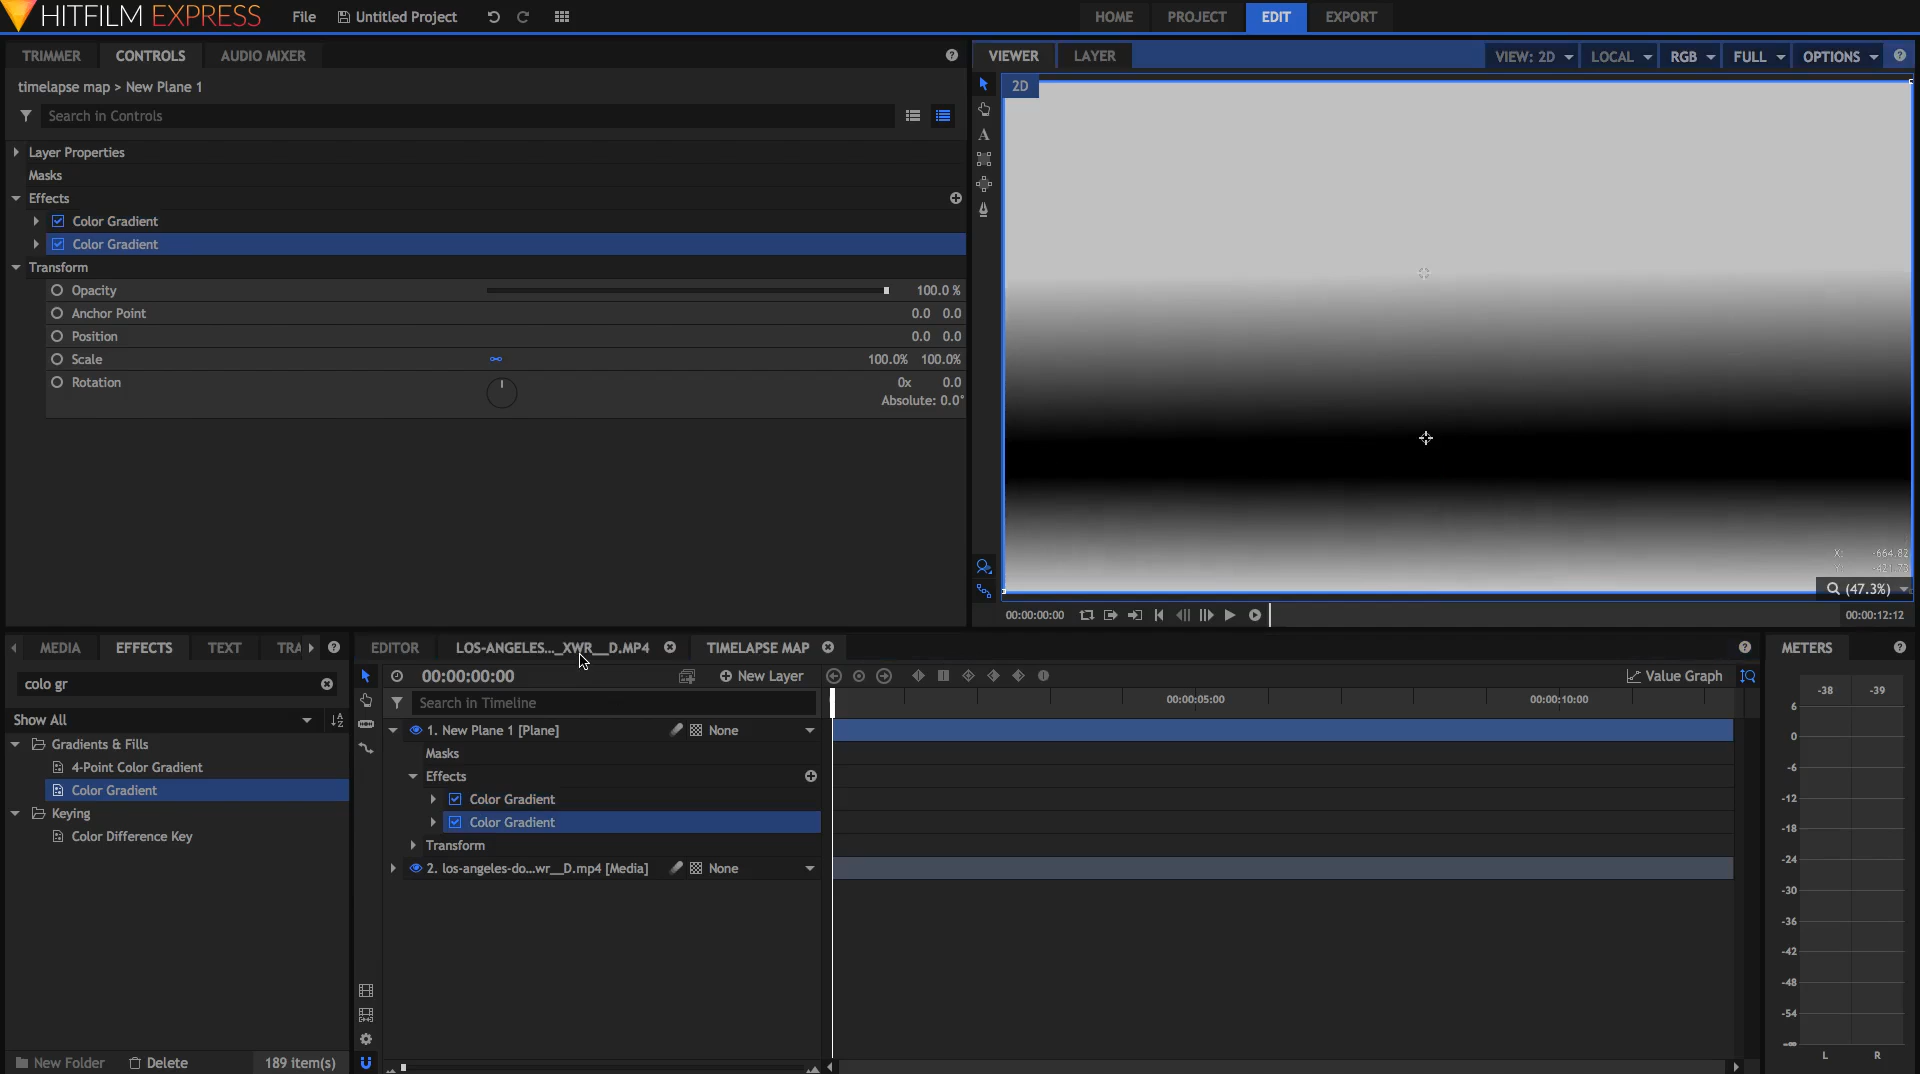 HITFILM EXPRESS File Untitled Project HOME PROJECT EDIT EXPORT
TRIMMER CONTROLS AUDIO MIXER
timelapse map > New Plane 1
Search in Controls
Layer Properties
Masks
Effects
Color Gradient
Color Gradient
Transform
Opacity 100.0 %
Anchor Point 0.0 0.0
Position 0.0 0.0
Scale 100.0% 100.0%
Rotation 0x 0.0
Absolute: 0.0°
VIEWER LAYER VIEW: 2D LOCAL RGB FULL OPTIONS
2D
A
X: -664.82
Y: -421.73
(47.3%)
00:00:00:00 00:00:12:12
MEDIA EFFECTS TEXT TRA
colo gr
Show All
Gradients & Fills
4-Point Color Gradient
Color Gradient
Keying
Color Difference Key
New Folder Delete 189 item(s)
EDITOR LOS-ANGELES..._XWR__D.MP4 TIMELAPSE MAP
00:00:00:00 New Layer Value Graph
Search in Timeline 00:00:05:00 00:00:10:00
1. New Plane 1 [Plane] None
Masks
Effects
Color Gradient
Color Gradient
Transform
2. los-angeles-do...wr__D.mp4 [Media] None
METERS
-38 -39
6
0
-6
-12
-18
-24
-30
-36
-42
-48
-54
-∞
L R